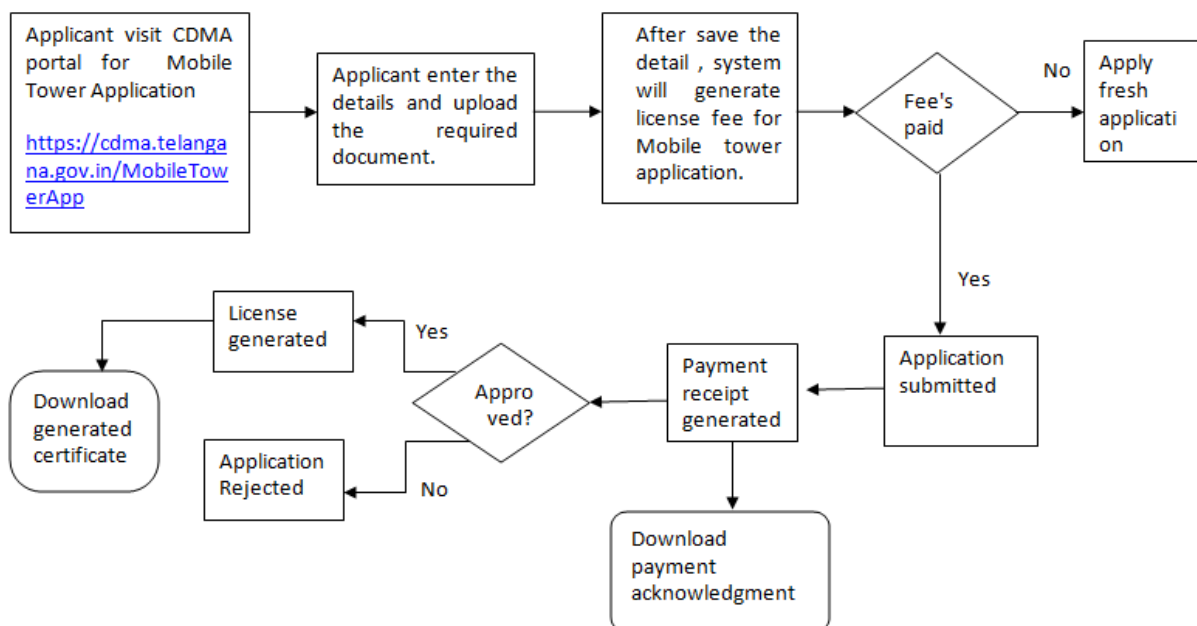 Applicant visit CDMA
portal for Mobile
Tower Application
https://cdma.telanga
na.gov.in/MobileTow
erApp
Applicant enter the
details and upload
the required
document.
After save the
detail , system
will generate
license fee for
Mobile tower
application.
Fee's
paid
No
Apply
fresh
applicati
on
Yes
Application
submitted
Payment
receipt
generated
Download
payment
acknowledgment
Appro
ved?
Yes
License
generated
Download
generated
certificate
No
Application
Rejected